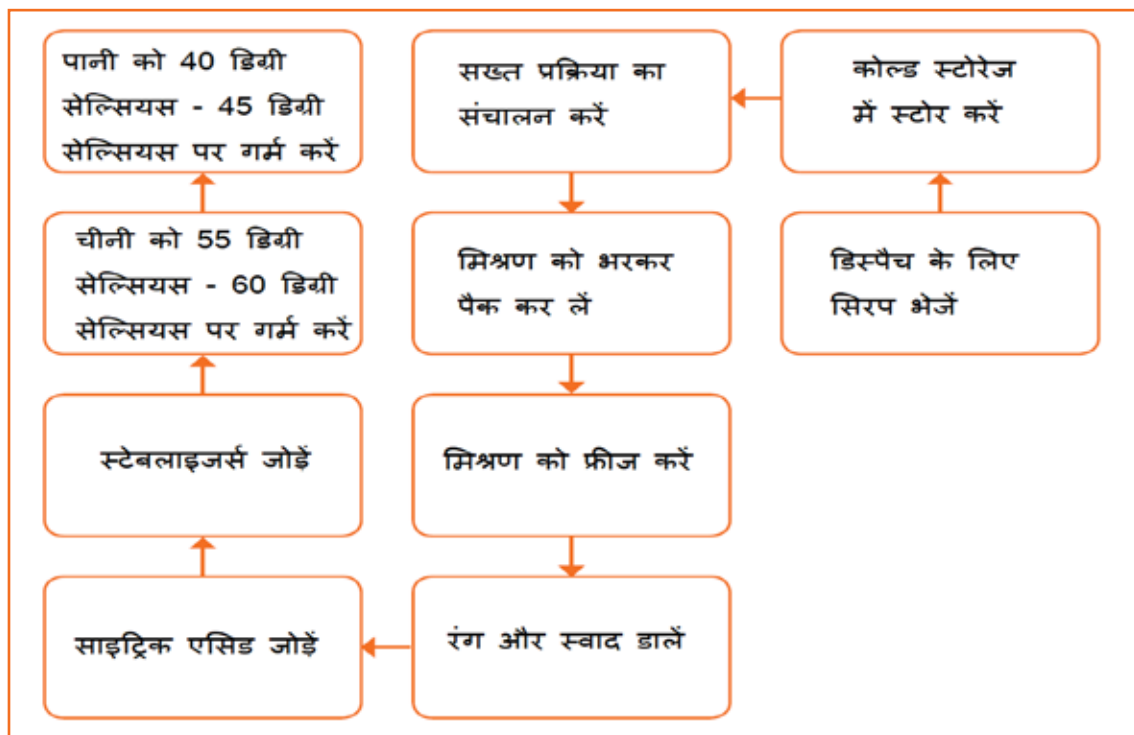 पानी को 40 डिग्री
सेल्सियस - 45 डिग्री
सेल्सियस पर गर्म करें
चीनी को 55 डिग्री
सेल्सियस - 60 डिग्री
सेल्सियस पर गर्म करें
स्टेबलाइजर्स जोड़ें
साइट्रिक एसिड जोड़ें
सख्त प्रक्रिया का
संचालन करें
मिश्रण को भरकर
पैक कर लें
मिश्रण को फ्रीज करें
रंग और स्वाद डालें
कोल्ड स्टोरेज
में स्टोर करें
डिस्पैच के लिए
सिरप भेजें